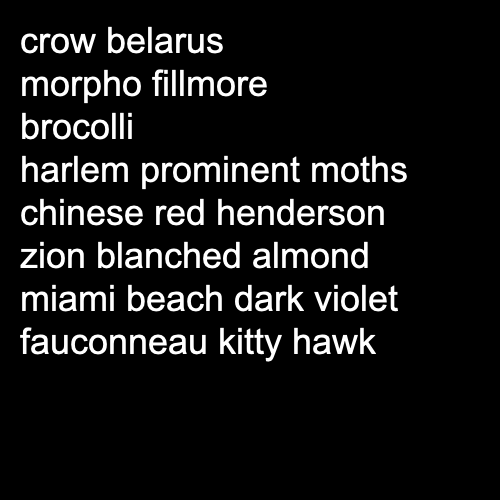 crow belarus
morpho fillmore
brocolli
harlem prominent moths
chinese red henderson
zion blanched almond
miami beach dark violet
fauconneau kitty hawk